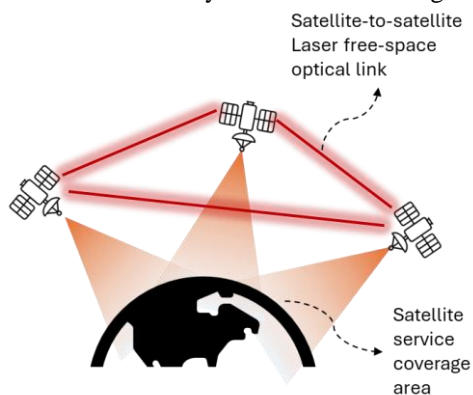 Satellite-to-satellite
Laser free-space
optical link
Satellite
service
coverage
area